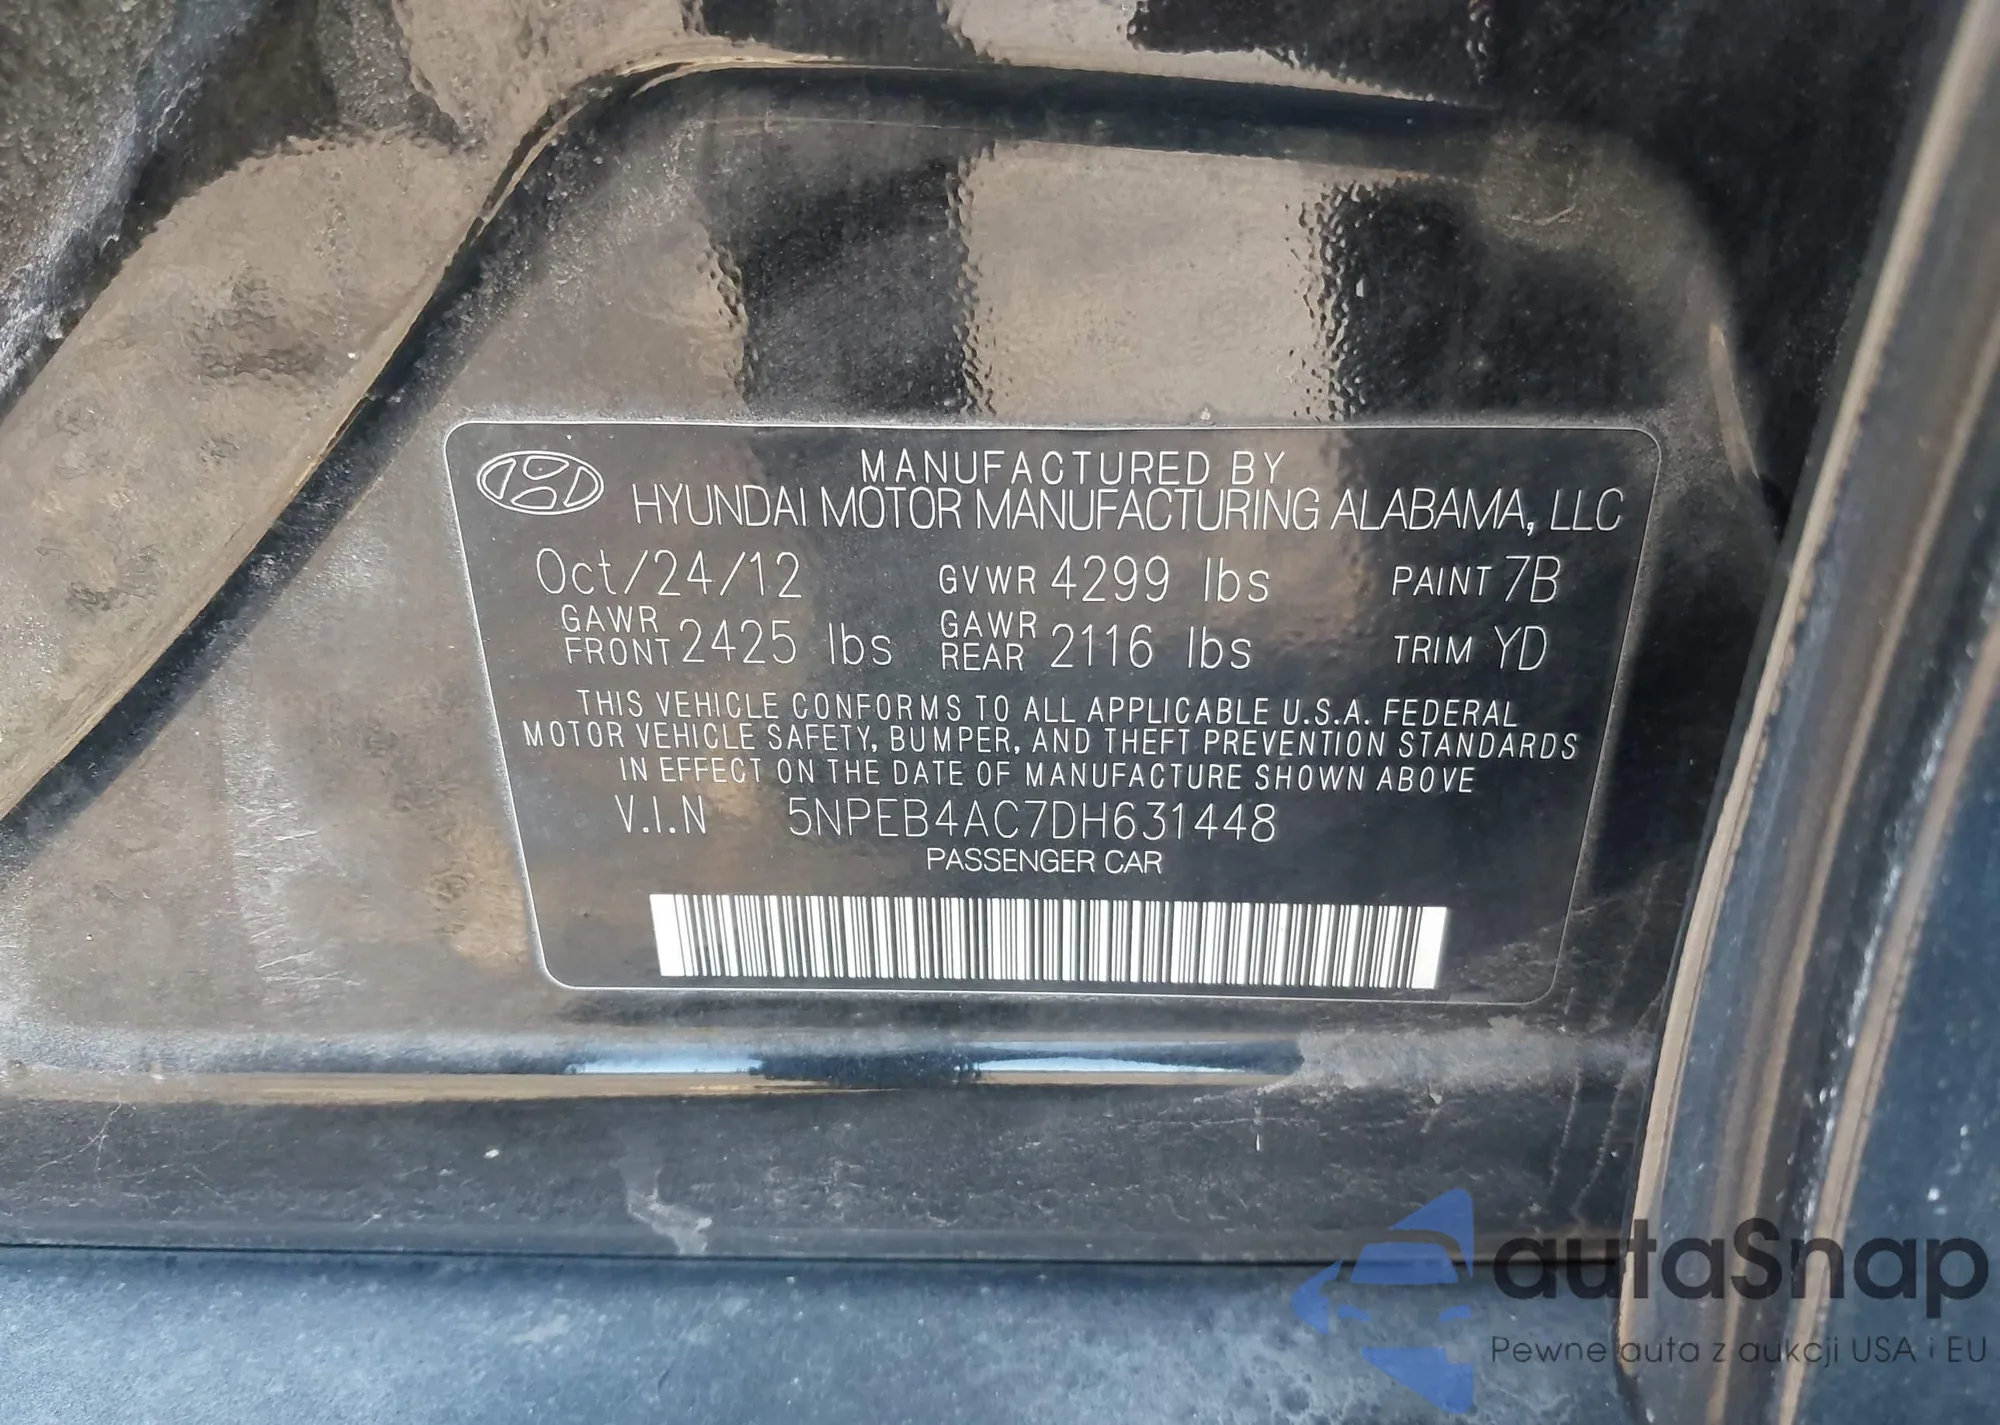 MANUFACTURED BY
HYUNDAI MOTOR MANUFACTURING ALABAMA, LLC
Oct/24/12 GVWR 4299 lbs PAINT 7B
GAWR FRONT 2425 lbs GAWR REAR 2116 lbs TRIM YD
THIS VEHICLE CONFORMS TO ALL APPLICABLE U.S.A. FEDERAL
MOTOR VEHICLE SAFETY, BUMPER, AND THEFT PREVENTION STANDARDS
IN EFFECT ON THE DATE OF MANUFACTURE SHOWN ABOVE
V.I.N 5NPEB4AC7DH631448
PASSENGER CAR
autaSnap
Pewne auta z aukcji USA i EU